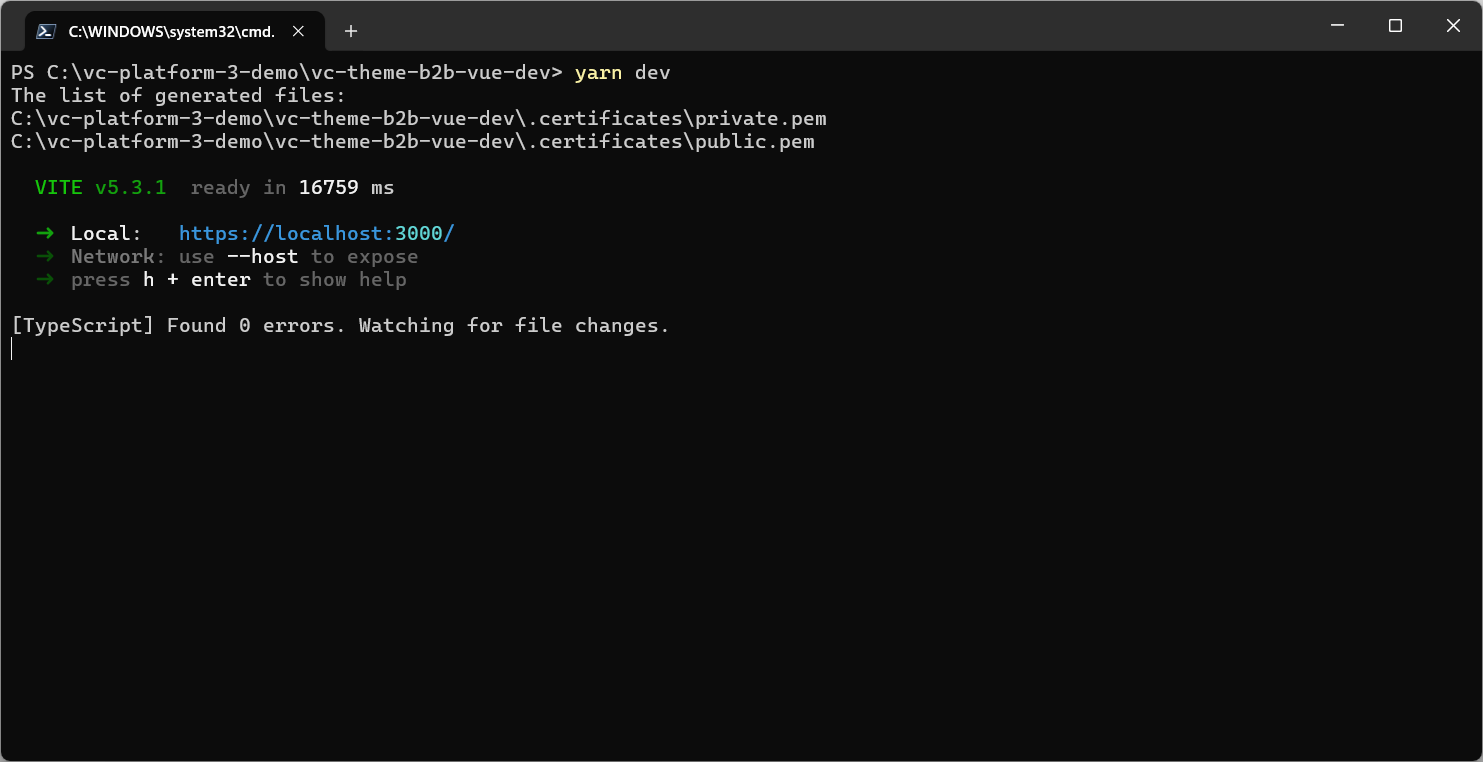 C:\WINDOWS\system32\cmd.
PS C:\vc-platform-3-demo\vc-theme-b2b-vue-dev> yarn dev
The list of generated files:
C:\vc-platform-3-demo\vc-theme-b2b-vue-dev\.certificates\private.pem
C:\vc-platform-3-demo\vc-theme-b2b-vue-dev\.certificates\public.pem
VITE v5.3.1  ready in 16759 ms
➜ Local:   https://localhost:3000/
➜ Network: use --host to expose
➜ press h + enter to show help
[TypeScript] Found 0 errors. Watching for file changes.